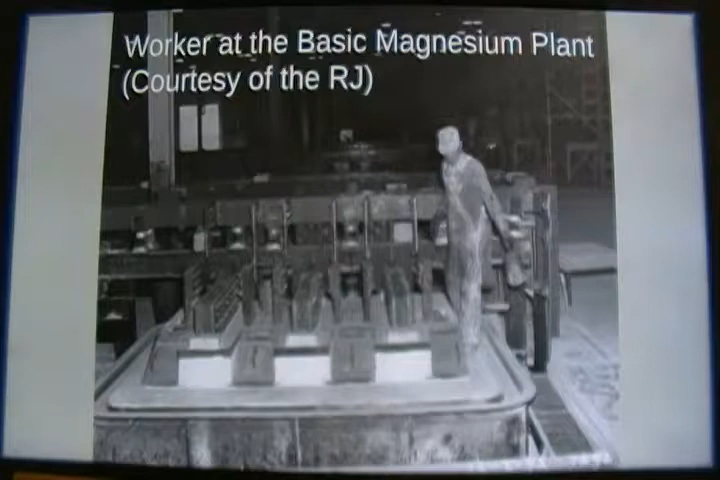 Worker at the Basic Magnesium Plant
(Courtesy of the RJ)